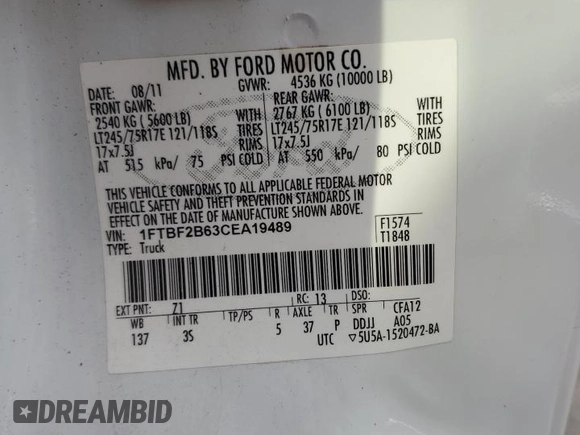 MFD. BY FORD MOTOR CO.
DATE: 08/11 GVWR: 4536 KG (10000 LB)
FRONT GAWR: REAR GAWR:
2540 KG ( 5600 LB) WITH 2767 KG ( 6100 LB) WITH
LT245/75R17E 121/118S TIRES LT245/75R17E 121/118S TIRES
17x7.5J RIMS 17x7.5J RIMS
AT 515 kPa/ 75 PSI COLD AT 550 kPa/ 80 PSI COLD
THIS VEHICLE CONFORMS TO ALL APPLICABLE FEDERAL MOTOR
VEHICLE SAFETY AND THEFT PREVENTION STANDARDS IN
EFFECT ON THE DATE OF MANUFACTURE SHOWN ABOVE.
VIN: 1FTBF2B63CEA19489 F1574
TYPE: Truck T1848
EXT PNT: Z1 RC: 13 DSO:
WB INT TR TP/PS R AXLE TR SPR CFA12
137 3S 5 37 P DDJJ A05
UTC ▽5U5A-1520472-BA
DREAMBID